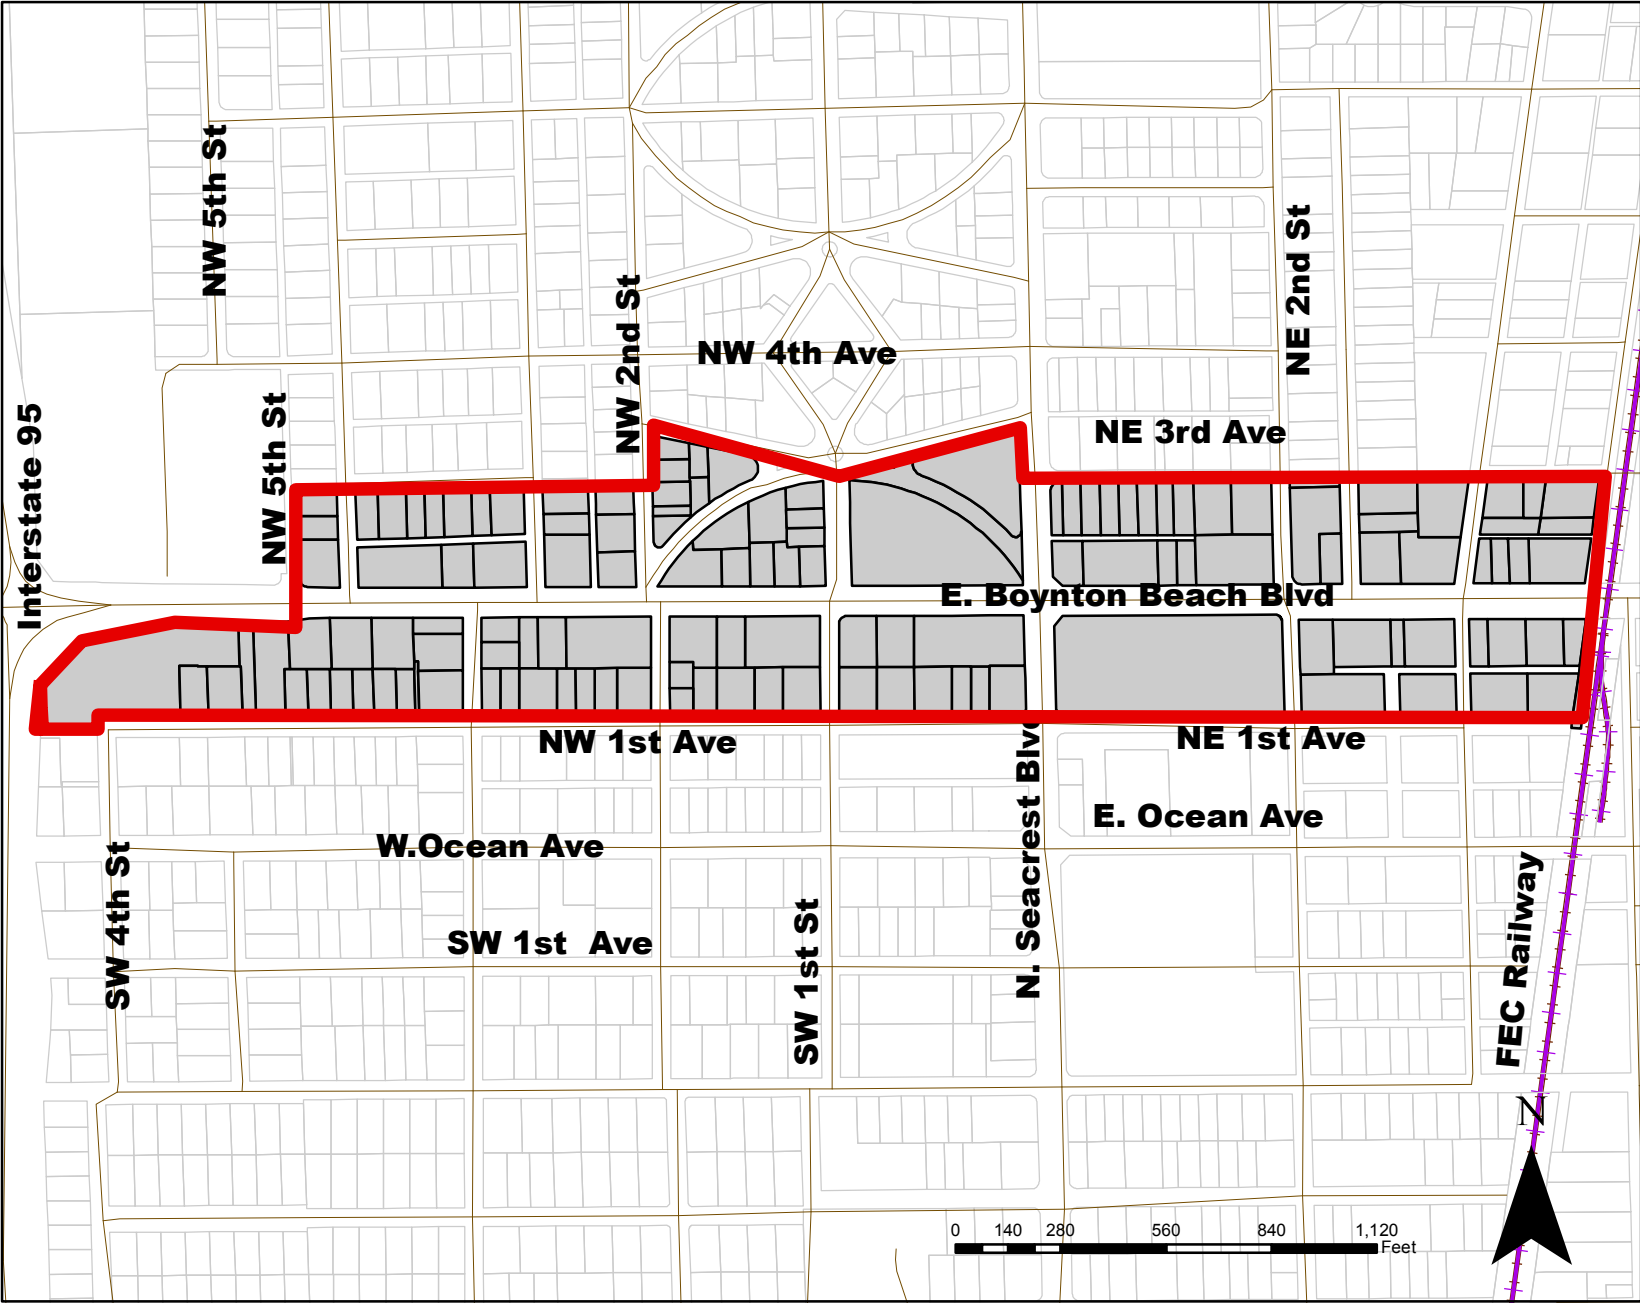 NW 5th St
NE 2nd St
NW 2nd St
NW 4th Ave
NW 5th St
Interstate 95
NE 3rd Ave
E. Boynton Beach Blvd
NW 1st Ave
NE 1st Ave
N. Seacrest Blvd
E. Ocean Ave
W.Ocean Ave
SW 4th St
SW 1st St
SW 1st  Ave
FEC Railway
N
0 140 280 560 840 1,120
Feet